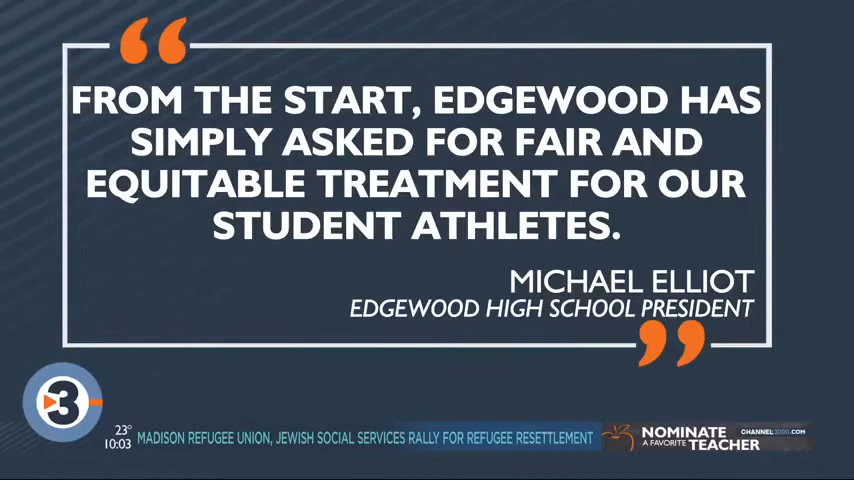 “
FROM THE START, EDGEWOOD HAS
SIMPLY ASKED FOR FAIR AND
EQUITABLE TREATMENT FOR OUR
STUDENT ATHLETES.
MICHAEL ELLIOT
EDGEWOOD HIGH SCHOOL PRESIDENT
”
3
23°
10:03
MADISON REFUGEE UNION, JEWISH SOCIAL SERVICES RALLY FOR REFUGEE RESETTLEMENT
NOMINATE
A FAVORITE TEACHER
CHANNEL3000.COM